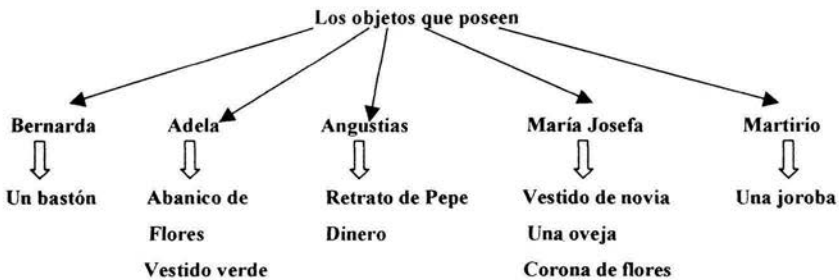 Los objetos que poseen
Bernarda Adela Angustias María Josefa Martirio
Un bastón Abanico de Retrato de Pepe Vestido de novia Una joroba
Flores Dinero Una oveja
Vestido verde Corona de flores